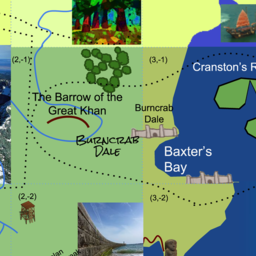 (2,-1)
(3,-1)
Cranston's R
The Barrow of the
Great Khan
Burncrab
Dale
BURNCRAB
DALE
Baxter's
Bay
(2,-2)
(3,-2)